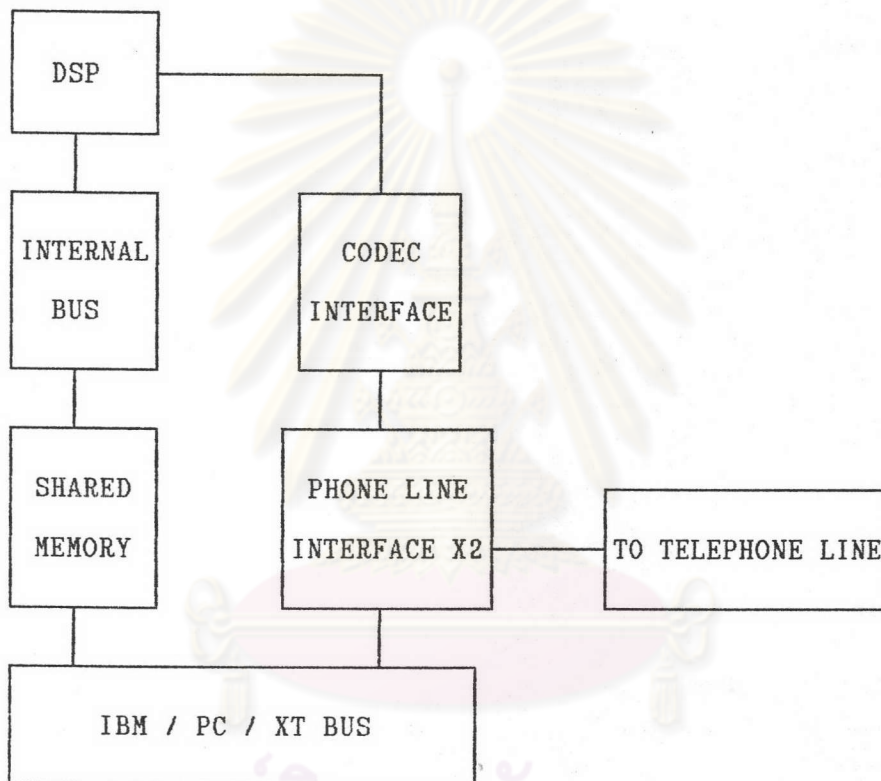 DSP
INTERNAL
BUS
CODEC
INTERFACE
SHARED
MEMORY
PHONE LINE
INTERFACE X2
TO TELEPHONE LINE
IBM / PC / XT BUS